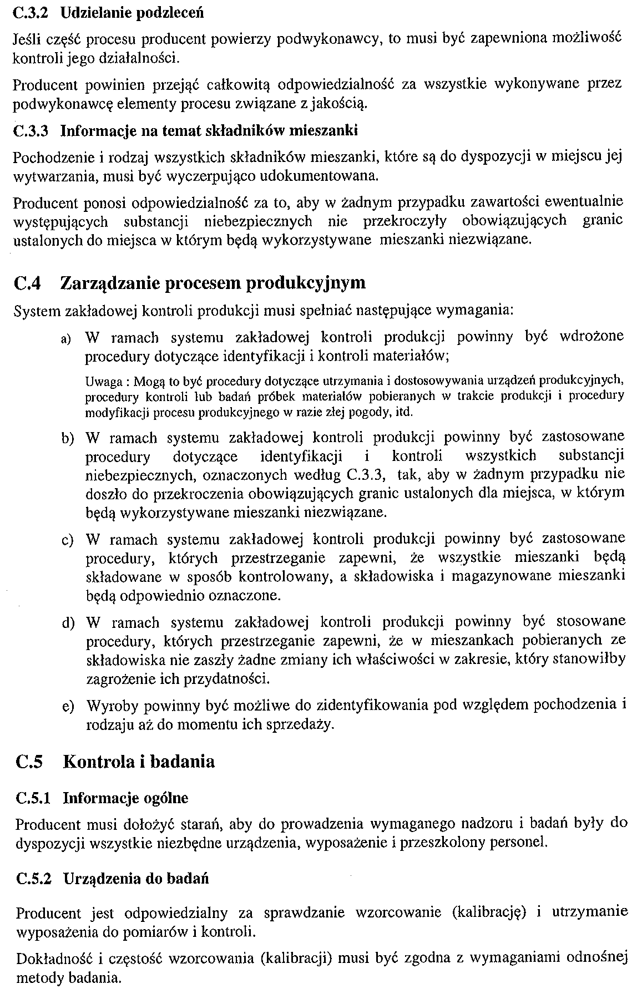 C.3.2 Udzielanie podzleceń
Jeśli część procesu producent powierzy podwykonawcy, to musi być zapewniona możliwość
kontroli jego działalności.
Producent powinien przejąć całkowitą odpowiedzialność za wszystkie wykonywane przez
podwykonawcę elementy procesu związane z jakością.
C.3.3 Informacje na temat składników mieszanki
Pochodzenie i rodzaj wszystkich składników mieszanki, które są do dyspozycji w miejscu jej
wytwarzania, musi być wyczerpująco udokumentowana.
Producent ponosi odpowiedzialność za to, aby w żadnym przypadku zawartości ewentualnie
występujących substancji niebezpiecznych nie przekroczyły obowiązujących granic
ustalonych do miejsca w którym będą wykorzystywane mieszanki niezwiązane.
C.4 Zarządzanie procesem produkcyjnym
System zakładowej kontroli produkcji musi spełniać następujące wymagania:
a) W ramach systemu zakładowej kontroli produkcji powinny być wdrożone
procedury dotyczące identyfikacji i kontroli materiałów;
Uwaga : Mogą to być procedury dotyczące utrzymania i dostosowywania urządzeń produkcyjnych,
procedury kontroli lub badań próbek materiałów pobieranych w trakcie produkcji i procedury
modyfikacji procesu produkcyjnego w razie złej pogody, itd.
b) W ramach systemu zakładowej kontroli produkcji powinny być zastosowane
procedury dotyczące identyfikacji i kontroli wszystkich substancji
niebezpiecznych, oznaczonych według C.3.3, tak, aby w żadnym przypadku nie
doszło do przekroczenia obowiązujących granic ustalonych dla miejsca, w którym
będą wykorzystywane mieszanki niezwiązane.
c) W ramach systemu zakładowej kontroli produkcji powinny być zastosowane
procedury, których przestrzeganie zapewni, że wszystkie mieszanki będą
składowane w sposób kontrolowany, a składowiska i magazynowane mieszanki
będą odpowiednio oznaczone.
d) W ramach systemu zakładowej kontroli produkcji powinny być stosowane
procedury, których przestrzeganie zapewni, że w mieszankach pobieranych ze
składowiska nie zaszły żadne zmiany ich właściwości w zakresie, który stanowiłby
zagrożenie ich przydatności.
e) Wyroby powinny być możliwe do zidentyfikowania pod względem pochodzenia i
rodzaju aż do momentu ich sprzedaży.
C.5 Kontrola i badania
C.5.1 Informacje ogólne
Producent musi dołożyć starań, aby do prowadzenia wymaganego nadzoru i badań były do
dyspozycji wszystkie niezbędne urządzenia, wyposażenie i przeszkolony personel.
C.5.2 Urządzenia do badań
Producent jest odpowiedzialny za sprawdzanie wzorcowanie (kalibrację) i utrzymanie
wyposażenia do pomiarów i kontroli.
Dokładność i częstość wzorcowania (kalibracji) musi być zgodna z wymaganiami odnośnej
metody badania.